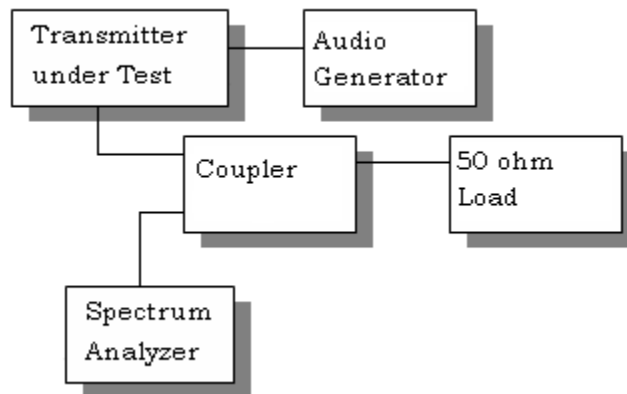 Transmitter
under Test
Audio
Generator
Coupler
50 ohm
Load
Spectrum
Analyzer